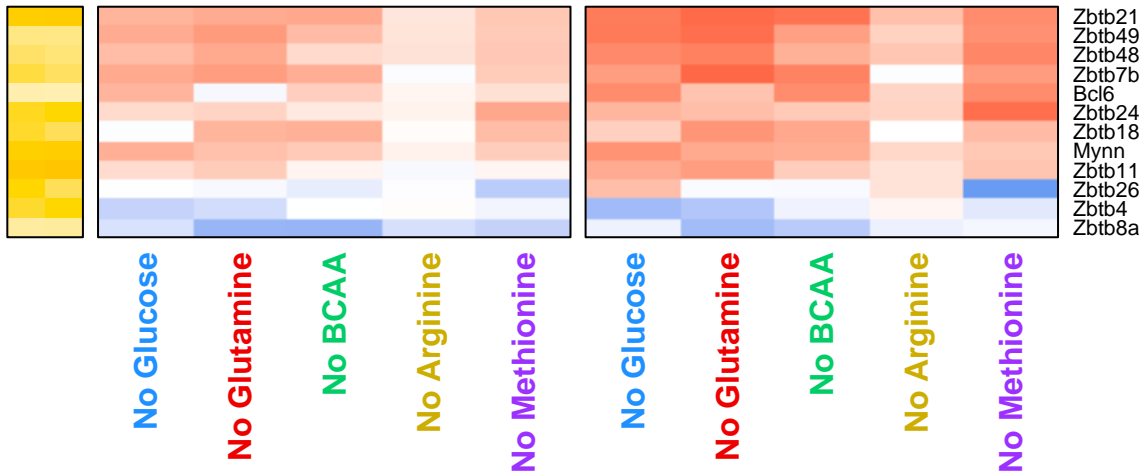 Zbtb21
Zbtb49
Zbtb48
Zbtb7b
Bcl6
Zbtb24
Zbtb18
Mynn
Zbtb11
Zbtb26
Zbtb4
Zbtb8a
No Glucose
No Glutamine
No BCAA
No Arginine
No Methionine
No Glucose
No Glutamine
No BCAA
No Arginine
No Methionine